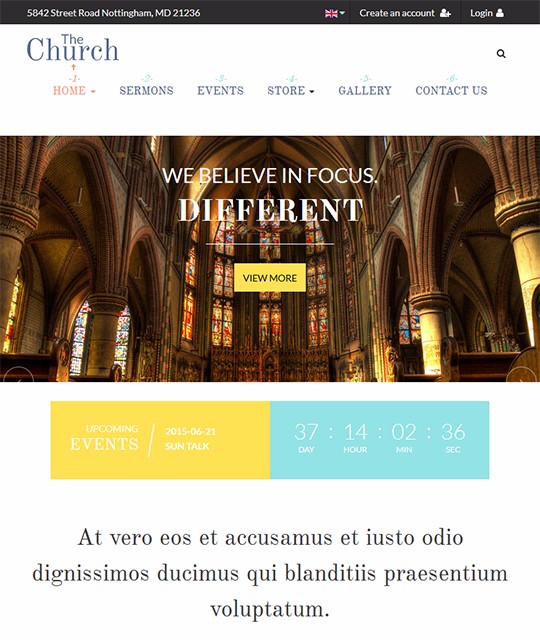 5842 Street Road Nottingham, MD 21236
Create an account
Login
The
Church
-1- -2- -3- -4- -5- -6-
HOME SERMONS EVENTS STORE GALLERY CONTACT US
WE BELIEVE IN FOCUS.
DIFFERENT
VIEW MORE
UPCOMING
EVENTS
2015-06-21
SUN TALK
37 : 14 : 02 : 36
DAY HOUR MIN SEC
At vero eos et accusamus et iusto odio
dignissimos ducimus qui blanditiis praesentium
voluptatum.